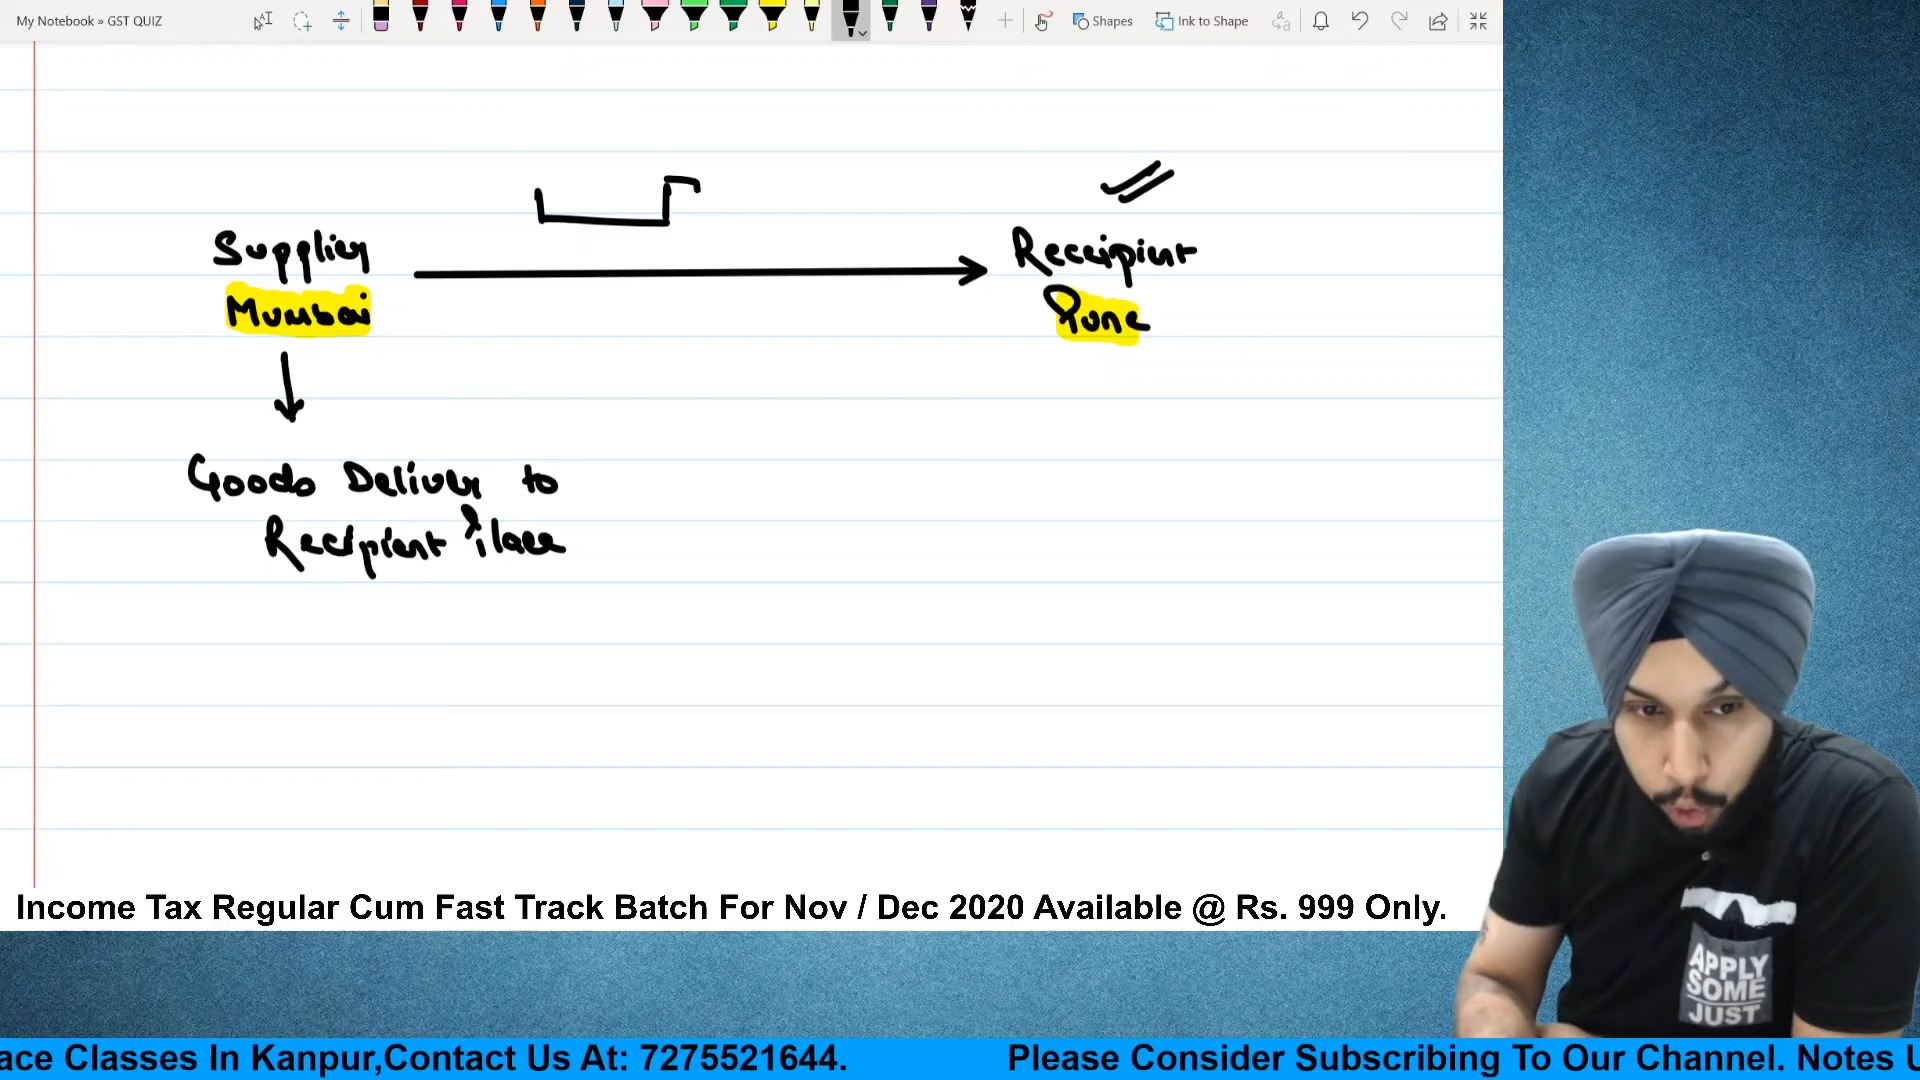 My Notebook » GST QUIZ
Shapes
Ink to Shape
Supplier
Receipient
Mumbai
Pune
Goods Deliver to
Recipient Place
Income Tax Regular Cum Fast Track Batch For Nov / Dec 2020 Available @ Rs. 999 Only.
APPLY
SOME
JUST
ace Classes In Kanpur,Contact Us At: 7275521644. Please Consider Subscribing To Our Channel. Notes U